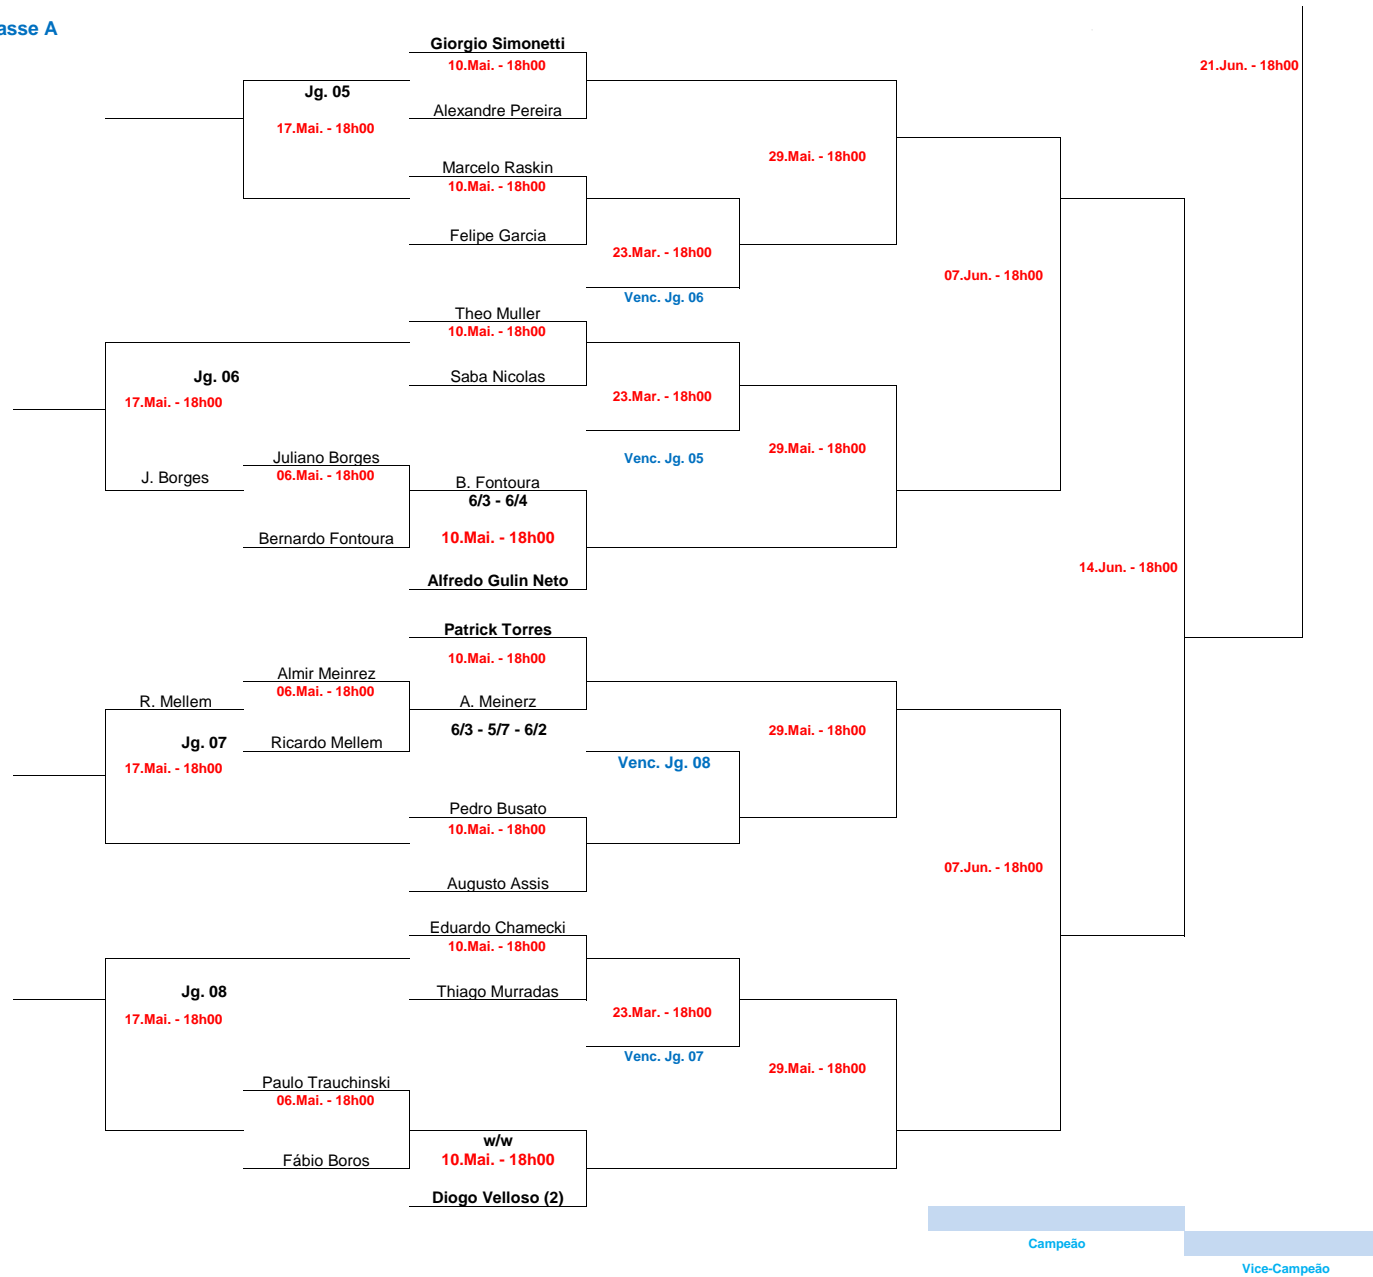 asse A
Giorgio Simonetti
10.Mai. - 18h00
21.Jun. - 18h00
Jg. 05
Alexandre Pereira
17.Mai. - 18h00
29.Mai. - 18h00
Marcelo Raskin
10.Mai. - 18h00
Felipe Garcia
23.Mar. - 18h00
07.Jun. - 18h00
Venc. Jg. 06
Theo Muller
10.Mai. - 18h00
Jg. 06
Saba Nicolas
17.Mai. - 18h00
23.Mar. - 18h00
29.Mai. - 18h00
Juliano Borges
Venc. Jg. 05
J. Borges
06.Mai. - 18h00
B. Fontoura
6/3 - 6/4
Bernardo Fontoura
10.Mai. - 18h00
14.Jun. - 18h00
Alfredo Gulin Neto
Patrick Torres
10.Mai. - 18h00
Almir Meinrez
06.Mai. - 18h00
R. Mellem
A. Meinerz
6/3 - 5/7 - 6/2
29.Mai. - 18h00
Jg. 07
Ricardo Mellem
17.Mai. - 18h00
Venc. Jg. 08
Pedro Busato
10.Mai. - 18h00
07.Jun. - 18h00
Augusto Assis
Eduardo Chamecki
10.Mai. - 18h00
Jg. 08
Thiago Murradas
17.Mai. - 18h00
23.Mar. - 18h00
Venc. Jg. 07
29.Mai. - 18h00
Paulo Trauchinski
06.Mai. - 18h00
w/w
Fábio Boros
10.Mai. - 18h00
Diogo Velloso (2)
Campeão
Vice-Campeão